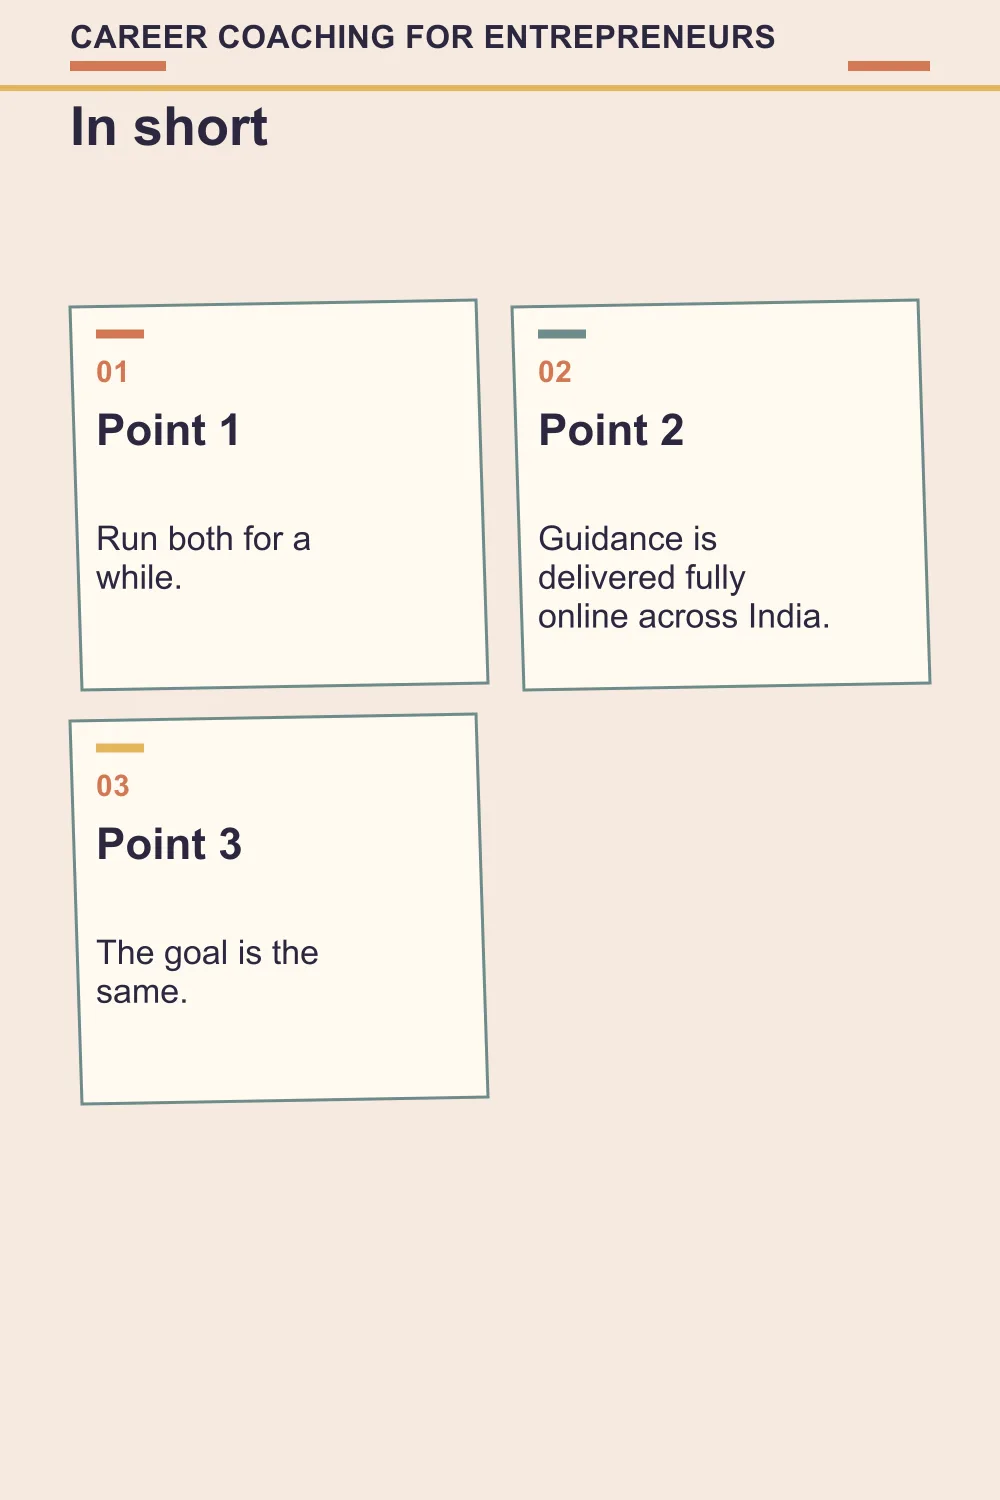 CAREER COACHING FOR ENTREPRENEURS
In short
01
Point 1
Run both for a
while.
02
Point 2
Guidance is
delivered fully
online across India.
03
Point 3
The goal is the
same.